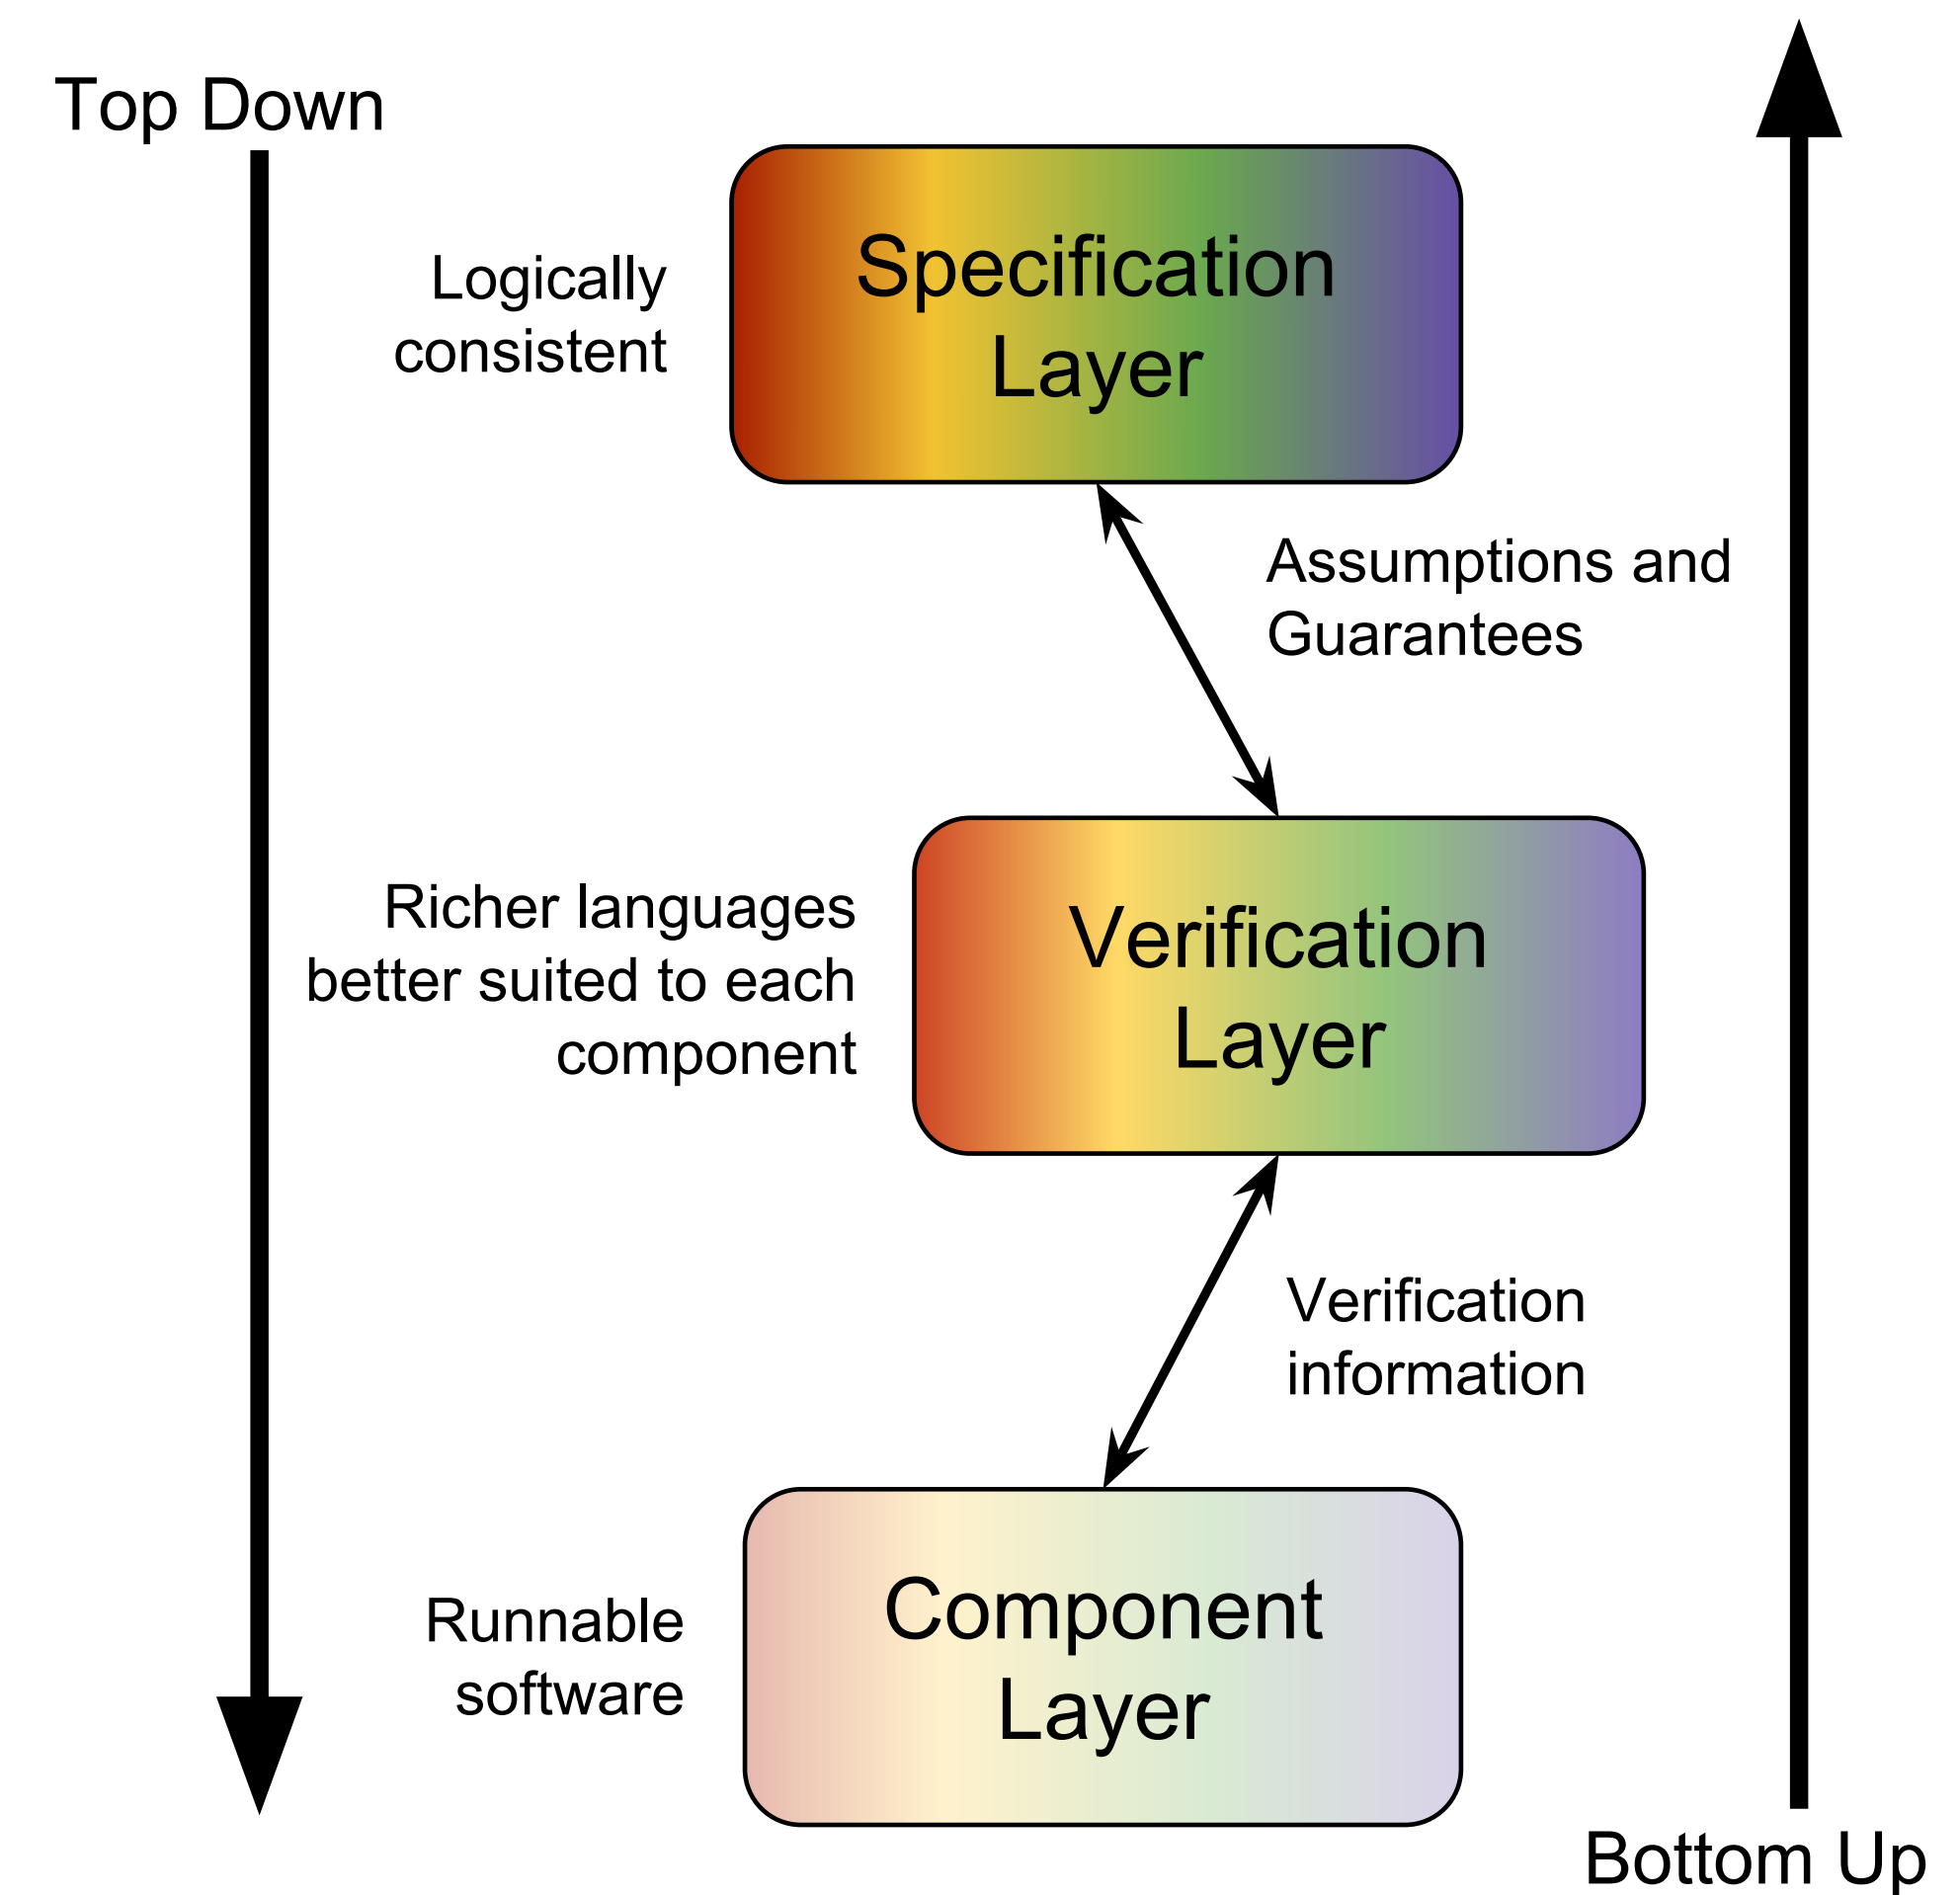 Top Down
Logically
consistent
Specification
Layer
Assumptions and
Guarantees
Richer languages
better suited to each
component
Verification
Layer
Verification
information
Runnable
software
Component
Layer
Bottom Up